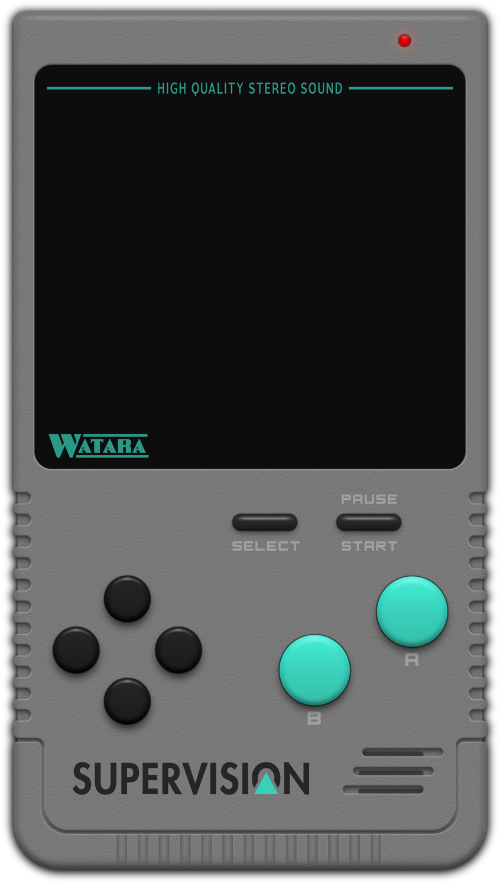 HIGH QUALITY STEREO SOUND
WATARA
PAUSE
SELECT START
A
B
SUPERVISION